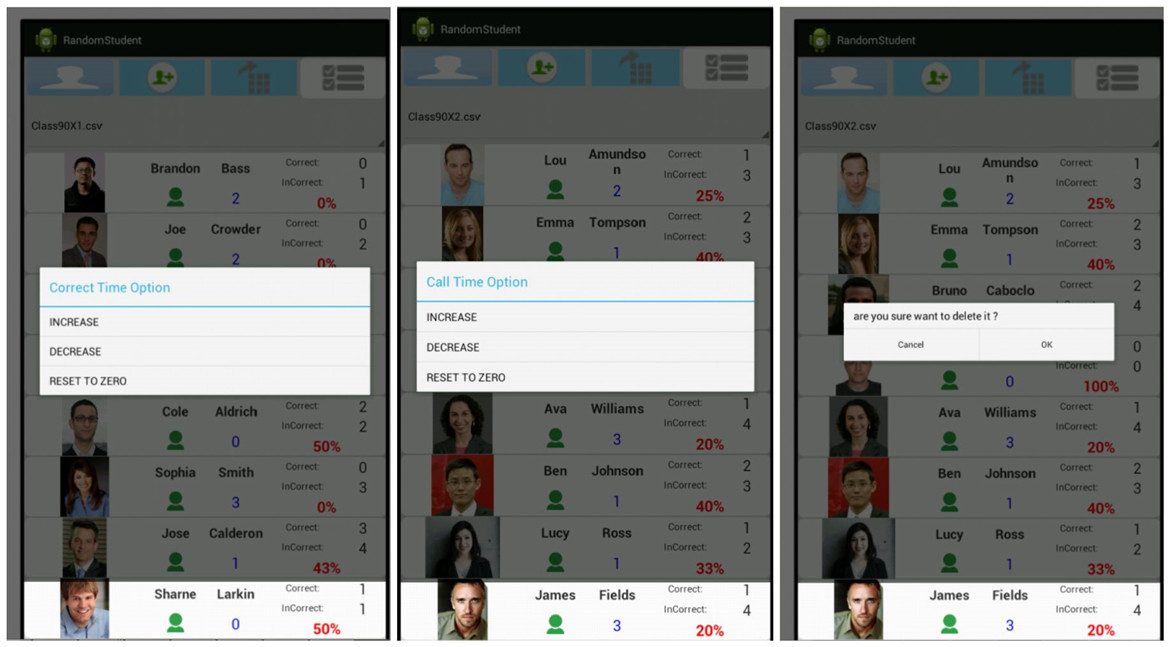 RandomStudent
Class90X1.csv
Brandon Bass Correct: 0
InCorrect: 1
2 0%
Joe Crowder Correct: 0
InCorrect: 2
2 0%
Correct Time Option
INCREASE
DECREASE
RESET TO ZERO
Cole Aldrich Correct: 2
InCorrect: 2
0 50%
Sophia Smith Correct: 0
InCorrect: 3
3 0%
Jose Calderon Correct: 3
InCorrect: 4
1 43%
Sharne Larkin Correct: 1
InCorrect: 1
0 50%
RandomStudent
Class90X2.csv
Lou Amundso Correct: 1
n InCorrect: 3
2 25%
Emma Tompson Correct: 2
InCorrect: 3
1 40%
Call Time Option
INCREASE
DECREASE
RESET TO ZERO
Ava Williams Correct: 1
InCorrect: 4
3 20%
Ben Johnson Correct: 2
InCorrect: 3
1 40%
Lucy Ross Correct: 1
InCorrect: 2
1 33%
James Fields Correct: 1
InCorrect: 4
3 20%
RandomStudent
Class90X2.csv
Lou Amundso Correct: 1
n InCorrect: 3
2 25%
Emma Tompson Correct: 2
InCorrect: 3
1 40%
Bruno Caboclo Correct: 2
InCorrect: 4
are you sure want to delete it ?
Cancel OK
0
0
0 100%
Ava Williams Correct: 1
InCorrect: 4
3 20%
Ben Johnson Correct: 2
InCorrect: 3
1 40%
Lucy Ross Correct: 1
InCorrect: 2
1 33%
James Fields Correct: 1
InCorrect: 4
3 20%